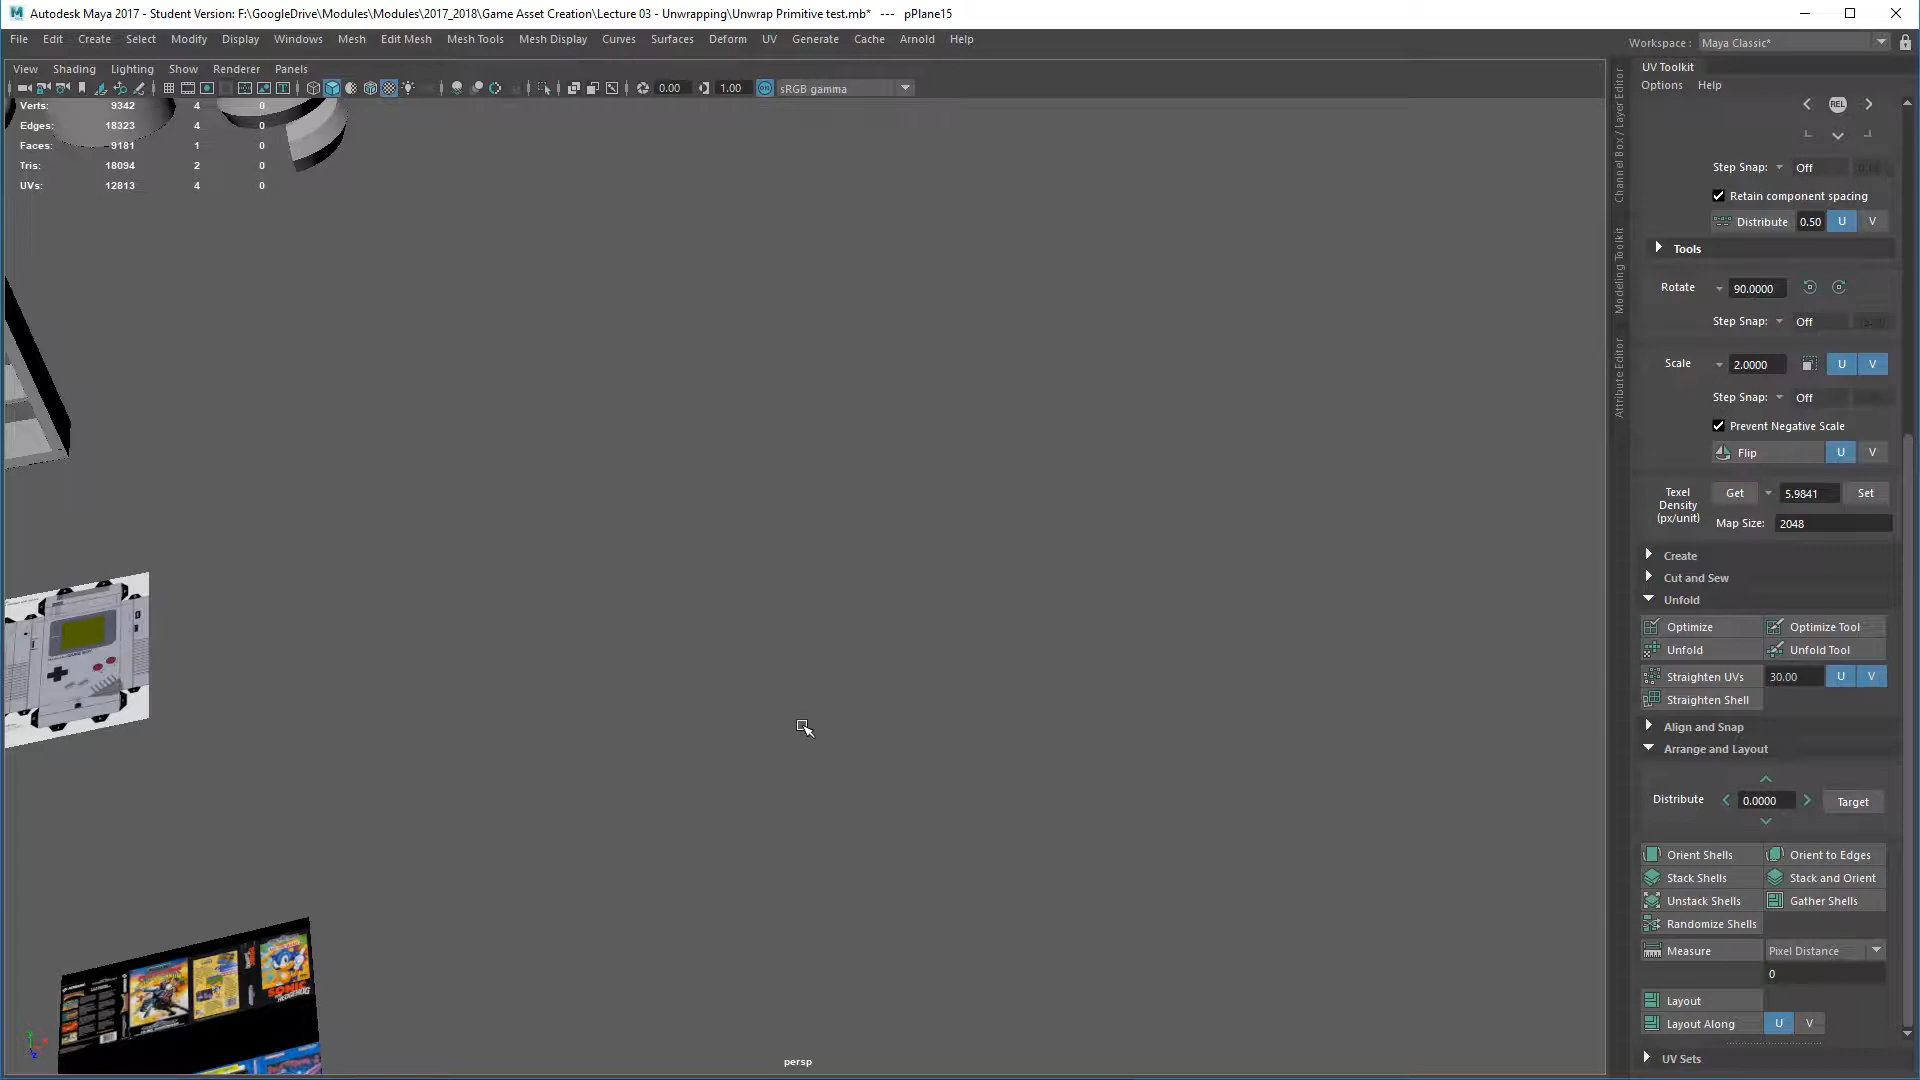 Autodesk Maya 2017 - Student Version: F:\GoogleDrive\Modules\Modules\2017_2018\Game Asset Creation\Lecture 03 - Unwrapping\Unwrap Primitive test.mb* --- pPlane15
File Edit Create Select Modify Display Windows Mesh Edit Mesh Mesh Tools Mesh Display Curves Surfaces Deform UV Generate Cache Arnold Help
Workspace : Maya Classic*
View Shading Lighting Show Renderer Panels
0.00 1.00 sRGB gamma
Verts: 9342 4 0
Edges: 18323 4 0
Faces: 9181 1 0
Tris: 18094 2 0
UVs: 12813 4 0
persp
SONIC
HEDGEHOG
Channel Box / Layer Editor
Modeling Toolkit
Attribute Editor
UV Toolkit
Options Help
REL
Step Snap: Off
Retain component spacing
Distribute 0.50 U V
Tools
Rotate 90.0000
Step Snap: Off
Scale 2.0000 U V
Step Snap: Off
Prevent Negative Scale
Flip U V
Texel Density (px/unit) Get 5.9841 Set
Map Size: 2048
Create
Cut and Sew
Unfold
Optimize Optimize Tool
Unfold Unfold Tool
Straighten UVs 30.00 U V
Straighten Shell
Align and Snap
Arrange and Layout
Distribute 0.0000 Target
Orient Shells Orient to Edges
Stack Shells Stack and Orient
Unstack Shells Gather Shells
Randomize Shells
Measure Pixel Distance
0
Layout
Layout Along U V
UV Sets